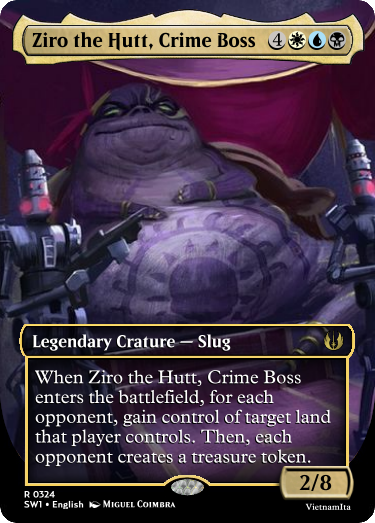 Ziro the Hutt, Crime Boss 4
Legendary Crature — Slug
When Ziro the Hutt, Crime Boss
enters the battlefield, for each
opponent, gain control of target land
that player controls. Then, each
opponent creates a treasure token.
2/8
R 0324
SW1 • English Miguel Coimbra
VietnamIta